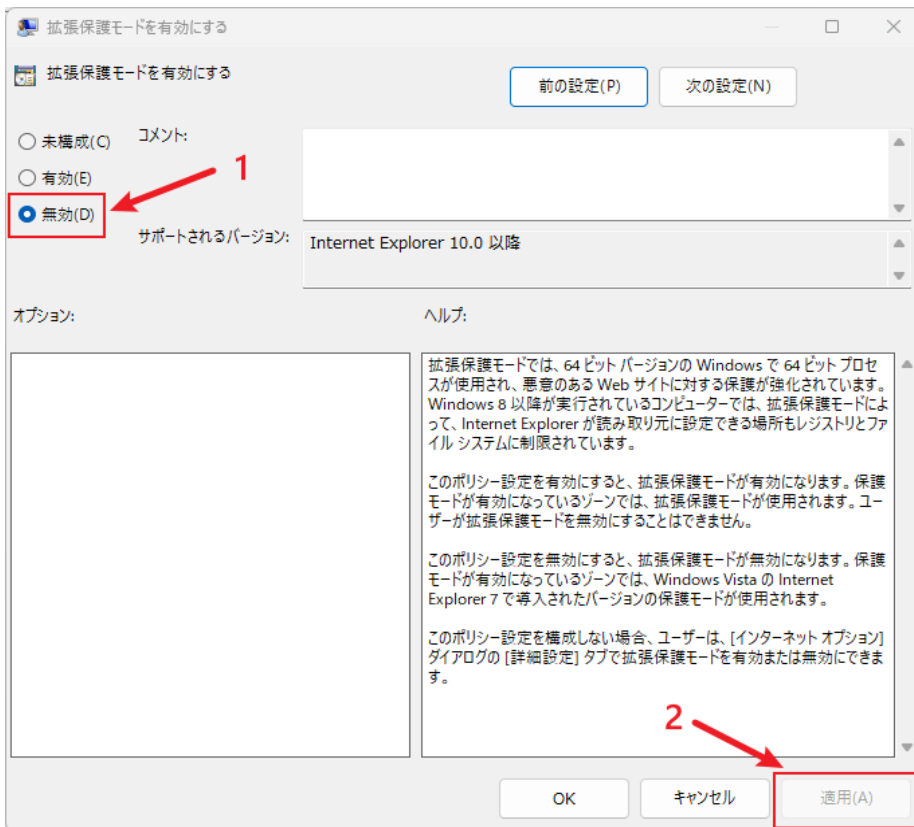 拡張保護モードを有効にする
拡張保護モードを有効にする
前の設定(P)
次の設定(N)
未構成(C)
コメント:
1
有効(E)
無効(D)
サポートされるバージョン:
Internet Explorer 10.0 以降
オプション:
ヘルプ:
拡張保護モードでは、64 ビット バージョンの Windows で 64 ビット プロセ
スが使用され、悪意のある Web サイトに対する保護が強化されています。
Windows 8 以降が実行されているコンピューターでは、拡張保護モードによ
って、Internet Explorer が読み取り元に設定できる場所もレジストリとファ
イル システムに制限されています。
このポリシー設定を有効にすると、拡張保護モードが有効になります。保護
モードが有効になっているゾーンでは、拡張保護モードが使用されます。ユー
ザーが拡張保護モードを無効にすることはできません。
このポリシー設定を無効にすると、拡張保護モードが無効になります。保護
モードが有効になっているゾーンでは、Windows Vista の Internet
Explorer 7 で導入されたバージョンの保護モードが使用されます。
このポリシー設定を構成しない場合、ユーザーは、[インターネット オプション]
ダイアログの [詳細設定] タブで拡張保護モードを有効または無効にできま
す。
2
OK
キャンセル
適用(A)